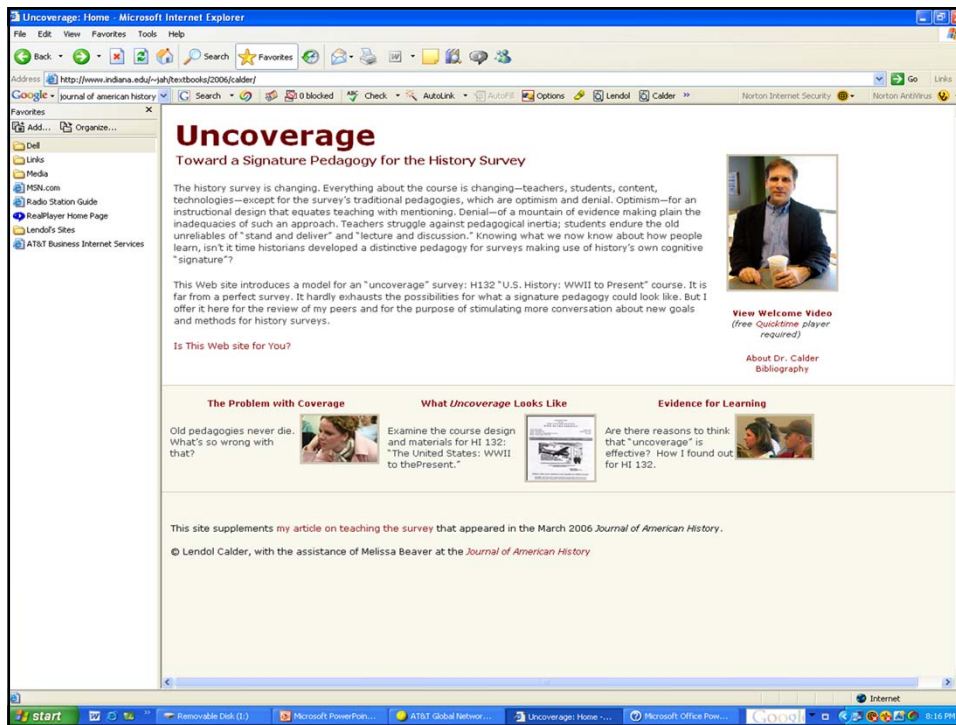 Uncoverage: Home - Microsoft Internet Explorer
File Edit View Favorites Tools Help
Back Search Favorites
Address http://www.indiana.edu/~jah/textbooks/2006/calder/ Go Links
Google journal of american history Search 0 blocked Check AutoLink AutoFill Options Lendol Calder » Norton Internet Security Norton AntiVirus
Favorites
Add... Organize...
Dell
Links
Media
MSN.com
Radio Station Guide
RealPlayer Home Page
Lendol's Sites
AT&T Business Internet Services
Uncoverage
Toward a Signature Pedagogy for the History Survey
The history survey is changing. Everything about the course is changing—teachers, students, content,
technologies—except for the survey's traditional pedagogies, which are optimism and denial. Optimism—for an
instructional design that equates teaching with mentioning. Denial—of a mountain of evidence making plain the
inadequacies of such an approach. Teachers struggle against pedagogical inertia; students endure the old
unreliables of "stand and deliver" and "lecture and discussion." Knowing what we now know about how people
learn, isn't it time historians developed a distinctive pedagogy for surveys making use of history's own cognitive
"signature"?
This Web site introduces a model for an "uncoverage" survey: H132 "U.S. History: WWII to Present" course. It is
far from a perfect survey. It hardly exhausts the possibilities for what a signature pedagogy could look like. But I
offer it here for the review of my peers and for the purpose of stimulating more conversation about new goals
and methods for history surveys.
Is This Web site for You?
View Welcome Video
(free Quicktime player
required)
About Dr. Calder
Bibliography
The Problem with Coverage
Old pedagogies never die.
What's so wrong with
that?
What Uncoverage Looks Like
Examine the course design
and materials for HI 132:
"The United States: WWII
to thePresent."
Evidence for Learning
Are there reasons to think
that "uncoverage" is
effective? How I found out
for HI 132.
This site supplements my article on teaching the survey that appeared in the March 2006 Journal of American History.
© Lendol Calder, with the assistance of Melissa Beaver at the Journal of American History
Internet
start Removable Disk (I:) Microsoft PowerPoin... AT&T Global Networ... Uncoverage: Home -... Microsoft Office Pow... Google 8:16 PM